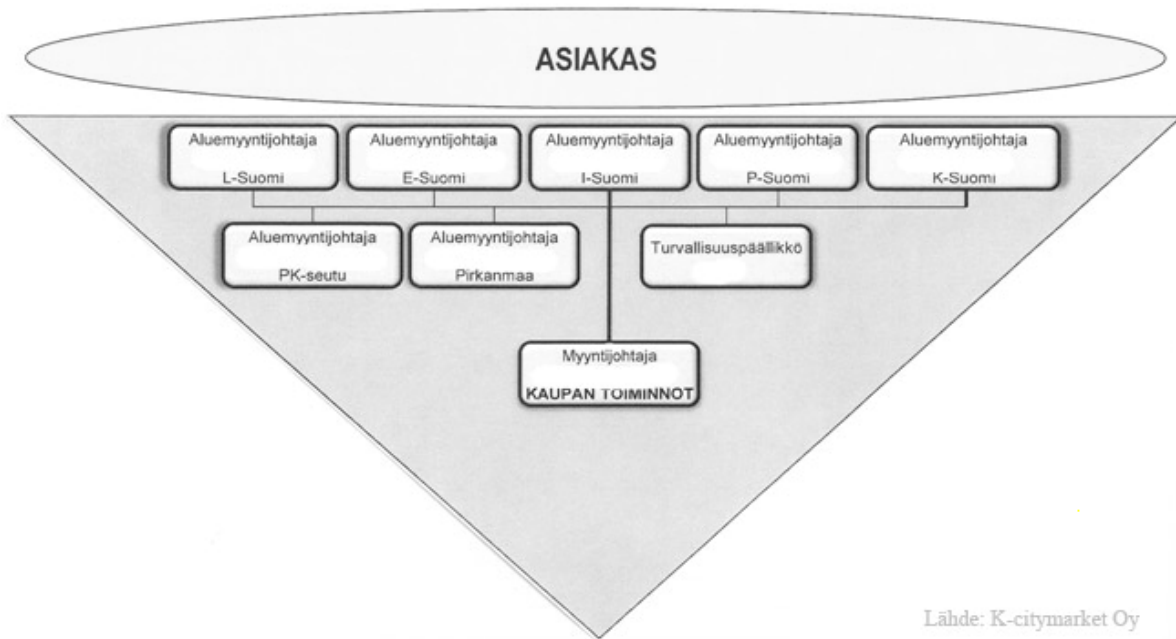 ASIAKAS
Aluemyyntijohtaja
L-Suomi
Aluemyyntijohtaja
E-Suomi
Aluemyyntijohtaja
I-Suomi
Aluemyyntijohtaja
P-Suomi
Aluemyyntijohtaja
K-Suomi
Aluemyyntijohtaja
PK-seutu
Aluemyyntijohtaja
Pirkanmaa
Turvallisuuspäällikkö
Myyntijohtaja
KAUPAN TOIMINNOT
Lähde: K-citymarket Oy